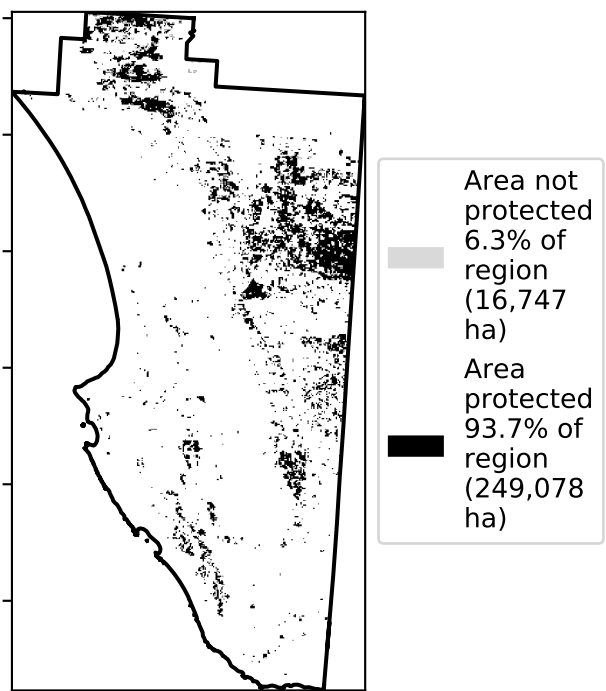 Area not
protected
6.3% of
region
(16,747
ha)
Area
protected
93.7% of
region
(249,078
ha)